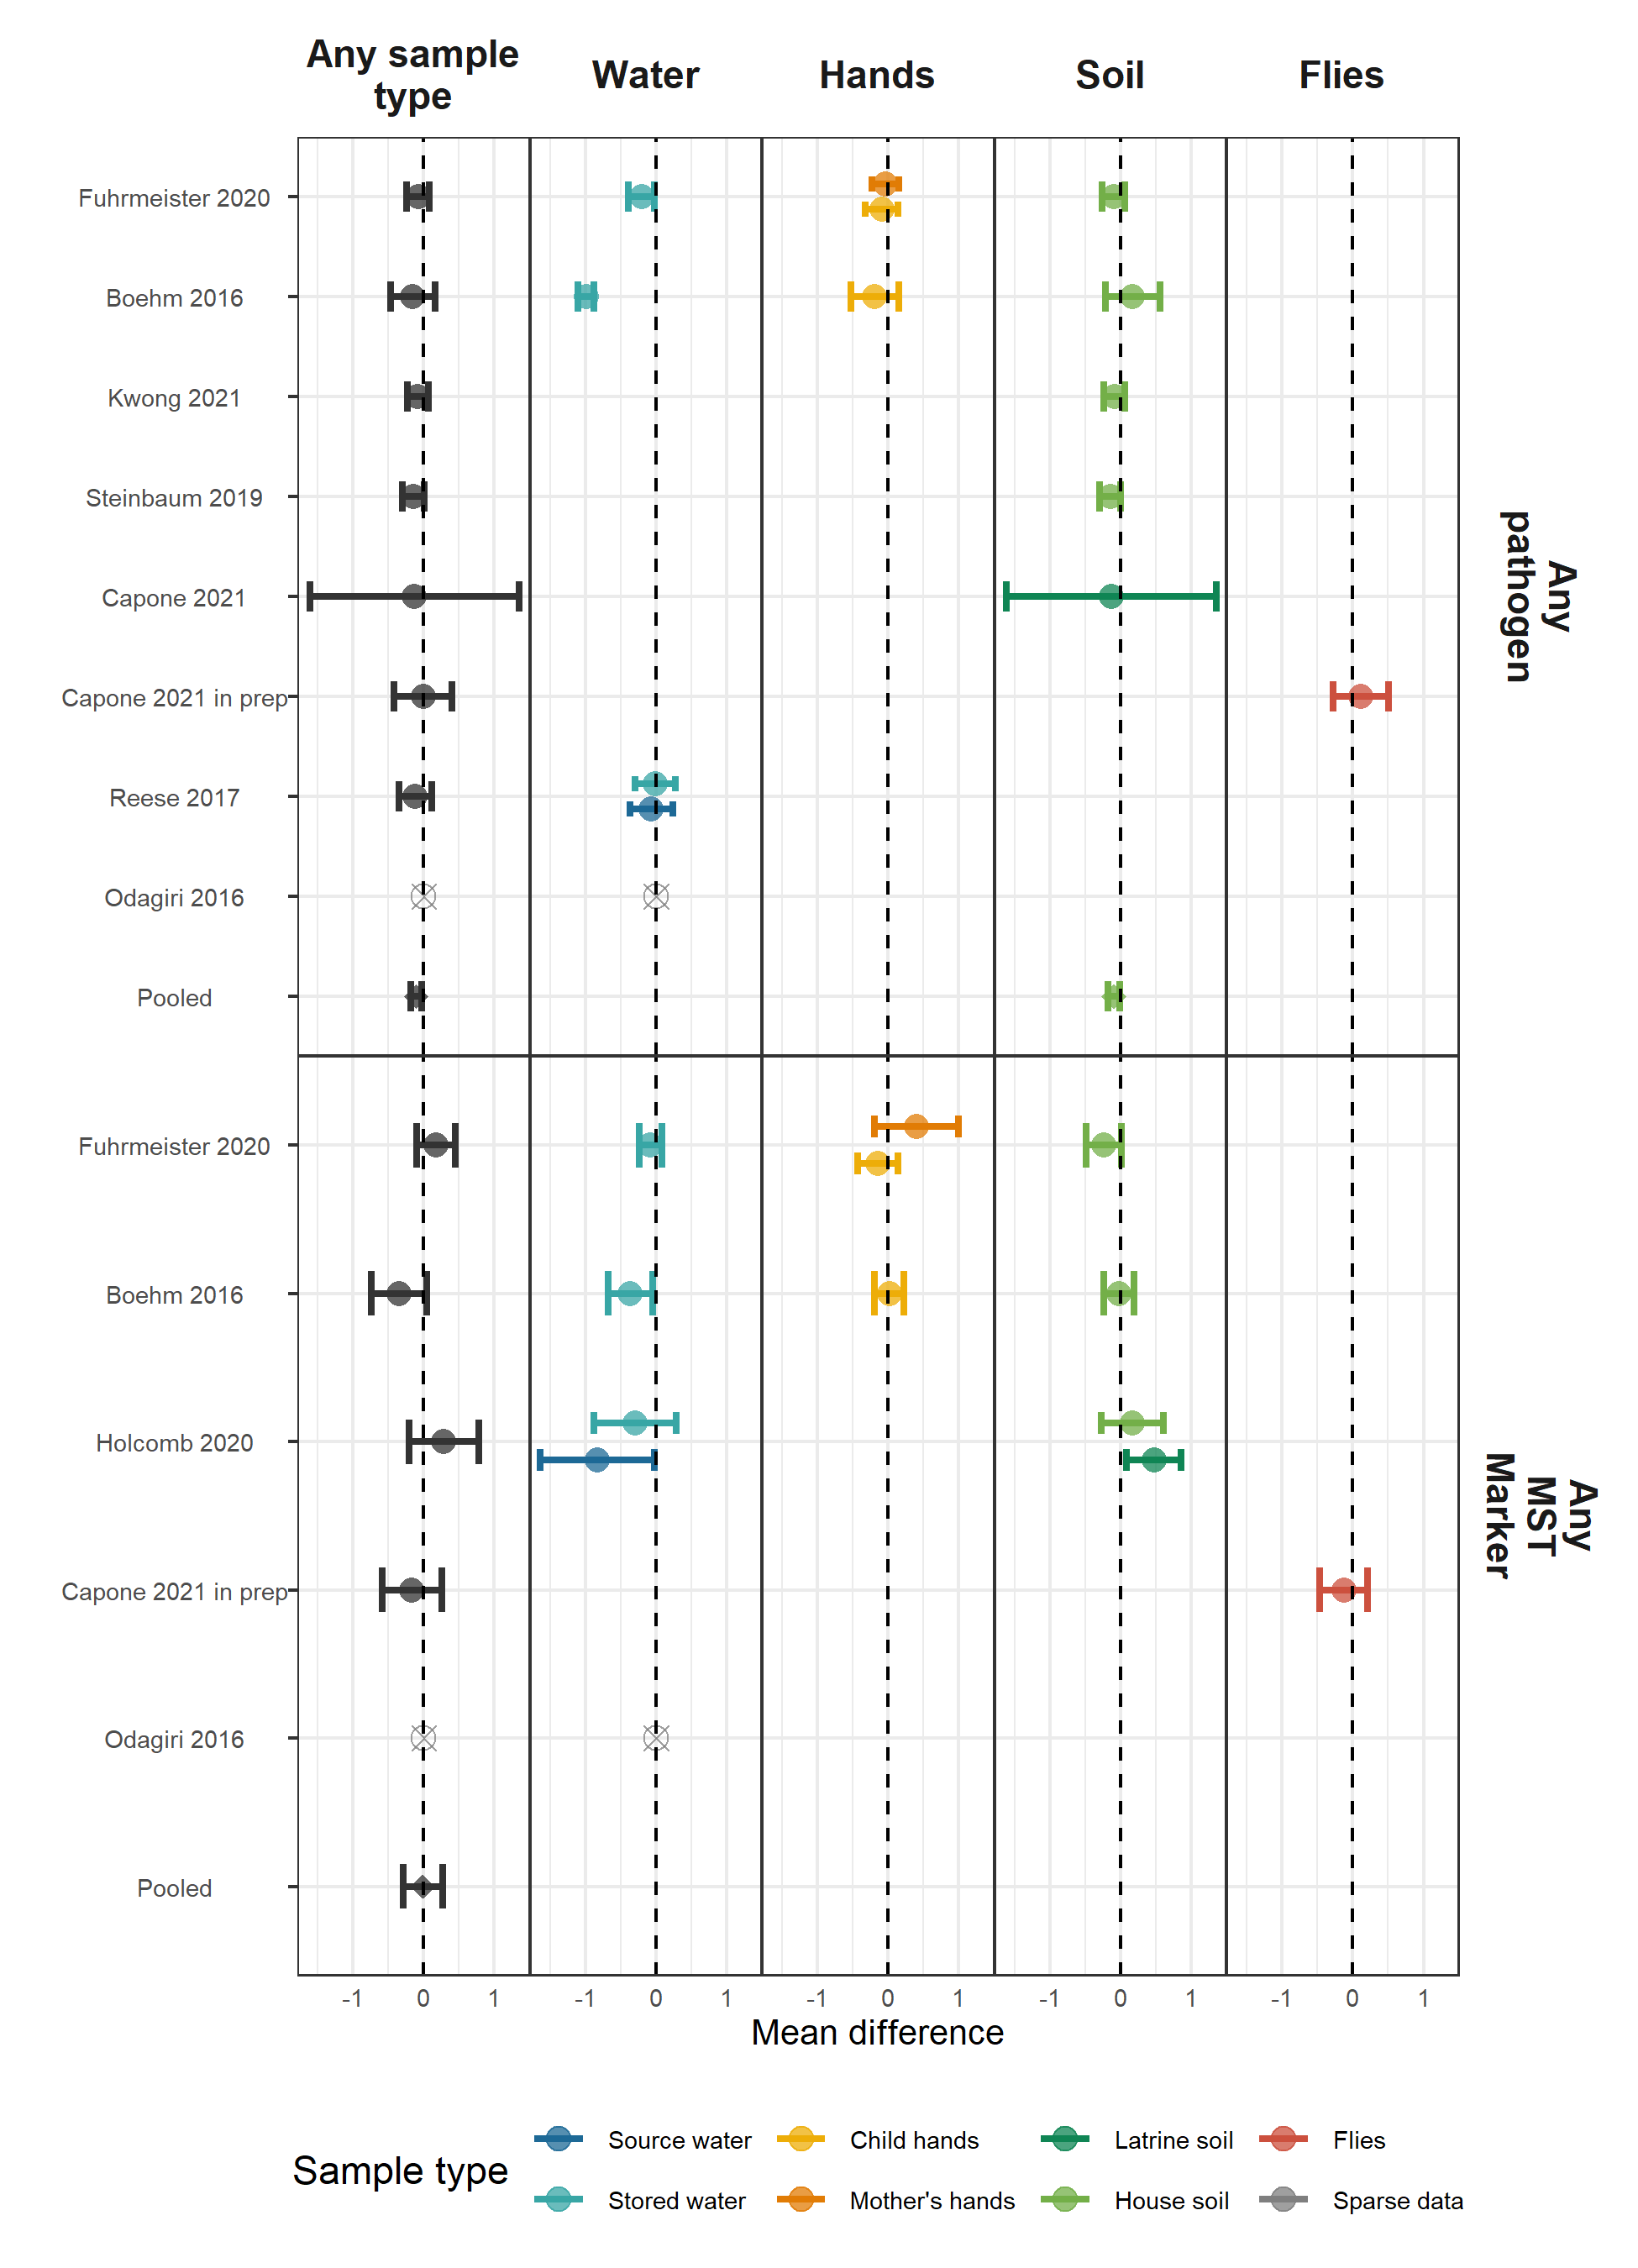 Any sample
type
Water
Hands
Soil
Flies
Fuhrmeister 2020
Boehm 2016
Kwong 2021
Steinbaum 2019
Capone 2021
Capone 2021 in prep
Reese 2017
Odagiri 2016
Pooled
Any
pathogen
Fuhrmeister 2020
Boehm 2016
Holcomb 2020
Capone 2021 in prep
Odagiri 2016
Pooled
Any
MST
Marker
-1 0 1 -1 0 1 -1 0 1 -1 0 1 -1 0 1
Mean difference
Sample type
Source water Child hands Latrine soil Flies
Stored water Mother's hands House soil Sparse data